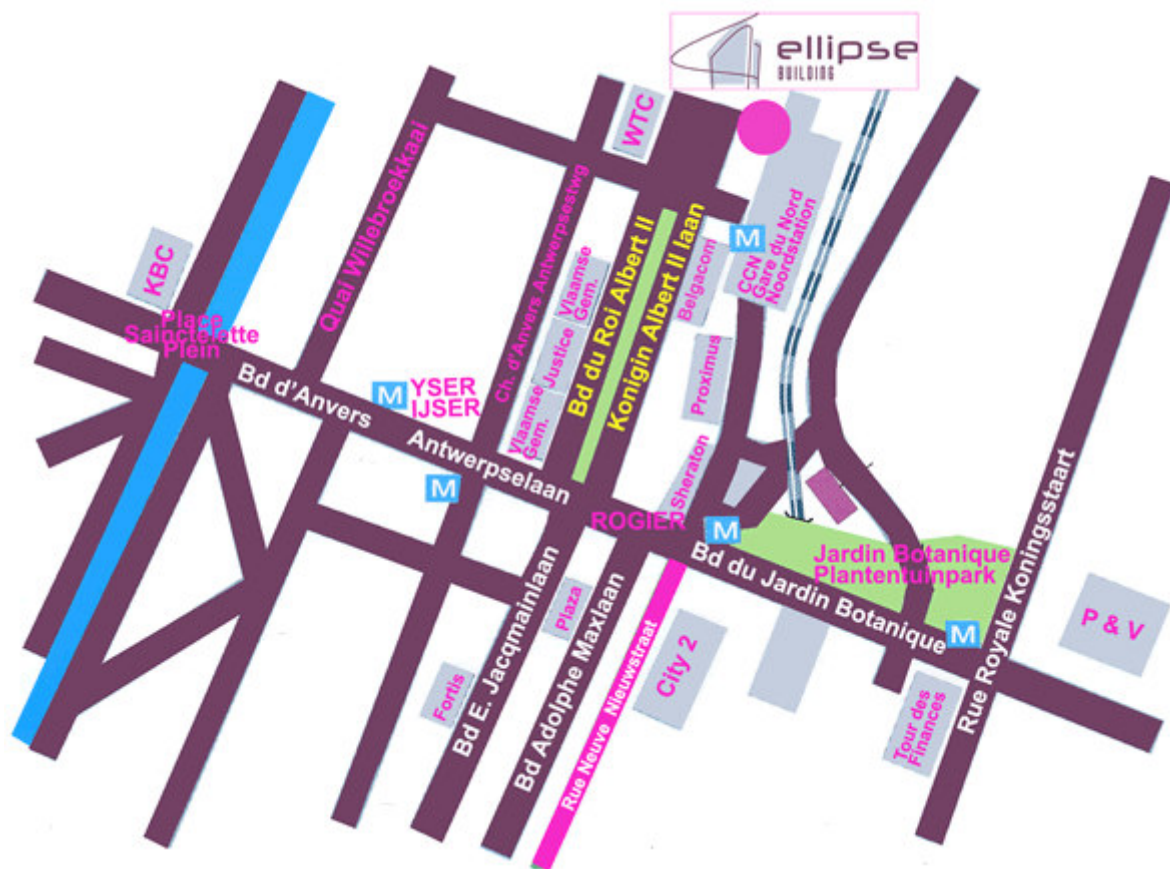 ellipse
BUILDING
WTC
Quai Willebroekkaai
Ch. d'Anvers Antwerpsestwg
KBC
Place
Sainctelette
Plein
Bd d'Anvers
Antwerpselaan
M
YSER
IJSER
M
Vlaamse
Gem.
Justice
Vlaamse
Gem.
Bd du Roi Albert II
Konigin Albert II laan
Belgacom
M
CCN
Gare du Nord
Noordstation
Proximus
Sheraton
ROGIER
M
Jardin Botanique
Plantentuinpark
Bd du Jardin Botanique
M
Rue Royale Koningsstaart
P & V
Plaza
Fortis
Bd E. Jacqmainlaan
Bd Adolphe Maxlaan
Rue Neuve Nieuwstraat
City 2
Tour des
Finances